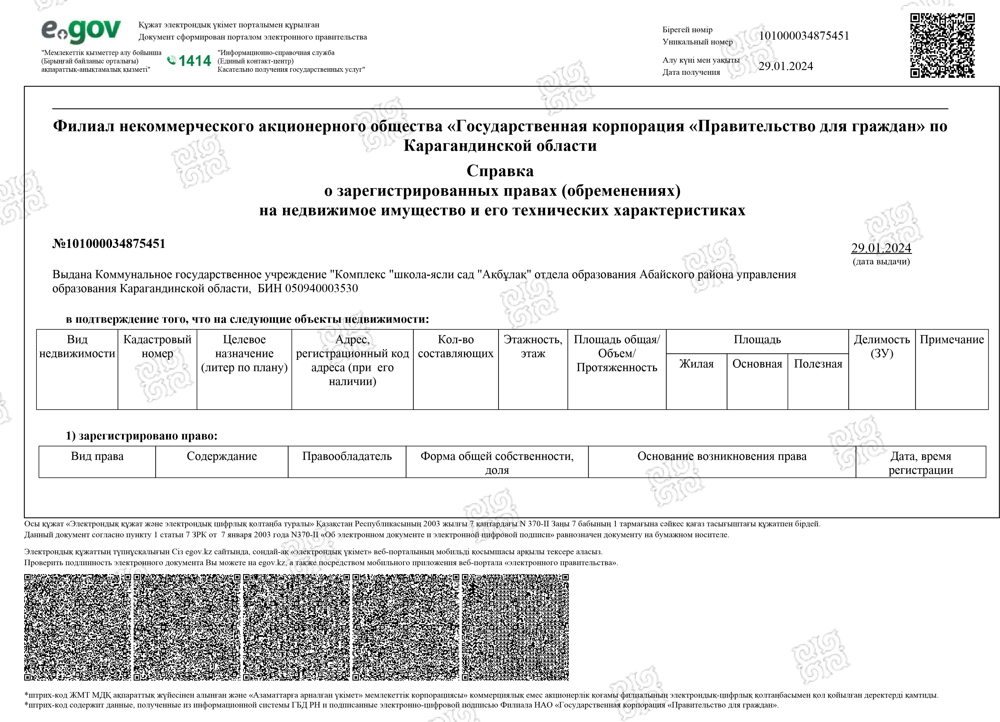 e.gov
Құжат электрондық үкімет порталымен құрылған
Документ сформирован порталом электронного правительства
"Мемлекеттік қызметтер алу бойынша
(Бірыңғай байланыс орталығы)
ақпараттық-анықтамалық қызметі"
1414
"Информационно-справочная служба
(Единый контакт-центр)
Касательно получения государственных услуг"
Бірегей нөмір
Уникальный номер
101000034875451
Алу күні мен уақыты
Дата получения
29.01.2024
Филиал некоммерческого акционерного общества «Государственная корпорация «Правительство для граждан» по
Карагандинской области
Справка
о зарегистрированных правах (обременениях)
на недвижимое имущество и его технических характеристиках
№101000034875451
29.01.2024
(дата выдачи)
Выдана Коммунальное государственное учреждение "Комплекс "школа-ясли сад "Ақбұлақ" отдела образования Абайского района управления
образования Карагандинской области,  БИН 050940003530
в подтверждение того, что на следующие объекты недвижимости:
Вид
недвижимости
Кадастровый
номер
Целевое
назначение
(литер по плану)
Адрес,
регистрационный код
адреса (при  его
наличии)
Кол-во
составляющих
Этажность,
этаж
Площадь общая/
Объем/
Протяженность
Площадь
Жилая
Основная
Полезная
Делимость
(ЗУ)
Примечание
1) зарегистрировано право:
Вид права
Содерждание
Правообладатель
Форма общей собственности,
доля
Основание возникновения права
Дата, время
регистрации
Осы құжат «Электрондық құжат және электрондық цифрлық қолтаңба туралы» Қазақстан Республикасының 2003 жылғы 7 қаңтардағы N 370-II Заңы 7 бабының 1 тармағына сәйкес қағаз тасығыштағы құжатпен бірдей.
Данный документ согласно пункту 1 статьи 7 ЗРК от  7 января 2003 года N370-II «Об электронном документе и электронной цифровой подписи» равнозначен документу на бумажном носителе.
Электрондық құжаттың түпнұсқалығын Сіз egov.kz сайтында, сондай-ақ «электрондық үкімет» веб-порталының мобильді қосымшасы арқылы тексере аласыз.
Проверить подлинность электронного документа Вы можете на egov.kz, а также посредством мобильного приложения веб-портала «электронного правительства».
*штрих-код ЖМТ МДҚ ақпараттық жүйесінен алынған және «Азаматтарға арналған үкімет» мемлекеттік корпорациясы» коммерциялық емес акционерлік қоғамы филиалының электрондық-цифрлық қолтаңбасымен қол қойылған деректерді қамтиды.
*штрих-код содержит данные, полученные из информационной системы ГБД РН и подписанные электронно-цифровой подписью Филиала НАО «Государственная корпорация «Правительство для граждан».